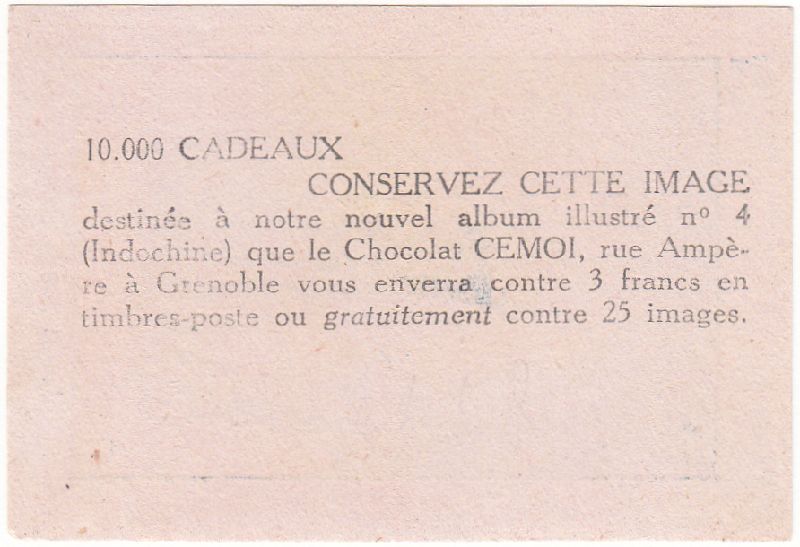 10.000 CADEAUX
CONSERVEZ CETTE IMAGE
destinée à notre nouvel album illustré nº 4
(Indochine) que le Chocolat CEMOI, rue Ampè-
re à Grenoble vous enverra contre 3 francs en
timbres-poste ou gratuitement contre 25 images.